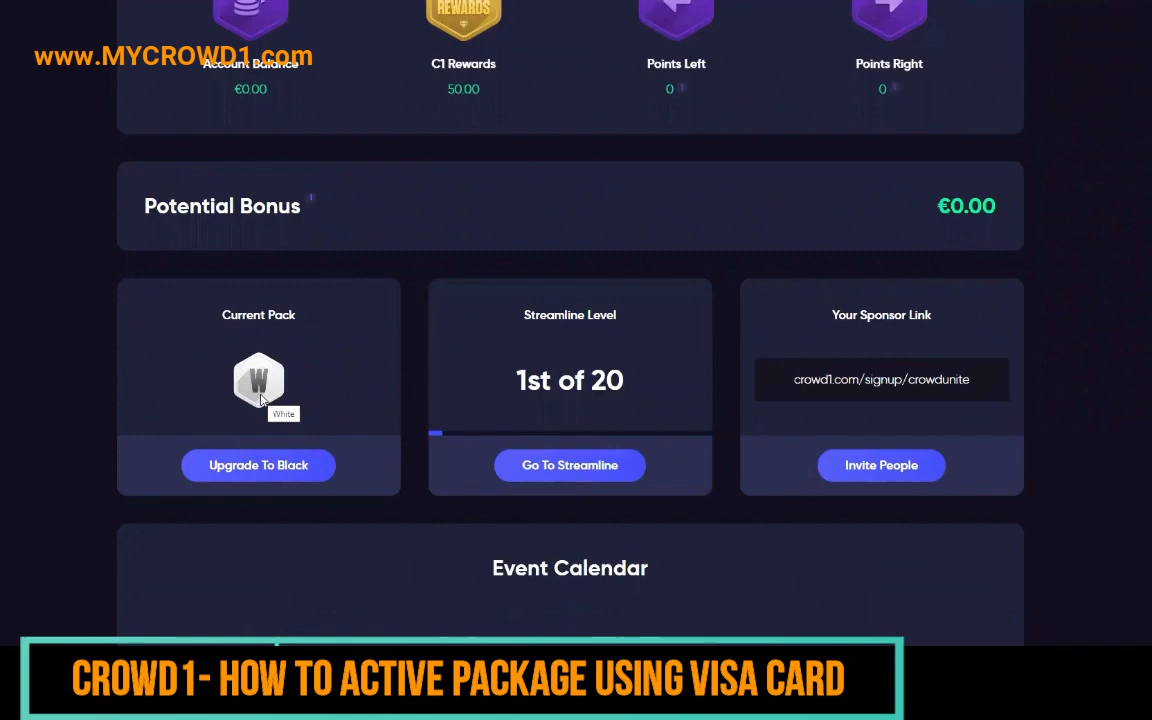 REWARDS
www.MYCROWD1.com
Account Balance
C1 Rewards
Points Left
Points Right
€0.00
50.00
0
0
Potential Bonus
€0.00
Current Pack
Streamline Level
Your Sponsor Link
W
1st of 20
crowd1.com/signup/crowdunite
White
Upgrade To Black
Go To Streamline
Invite People
Event Calendar
CROWD1- HOW TO ACTIVE PACKAGE USING VISA CARD